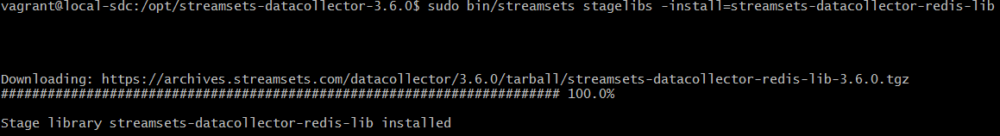 vagrant@local-sdc:/opt/streamsets-datacollector-3.6.0$ sudo bin/streamsets stagelibs -install=streamsets-datacollector-redis-lib
Downloading: https://archives.streamsets.com/datacollector/3.6.0/tarball/streamsets-datacollector-redis-lib-3.6.0.tgz
######################################################################## 100.0%
Stage library streamsets-datacollector-redis-lib installed